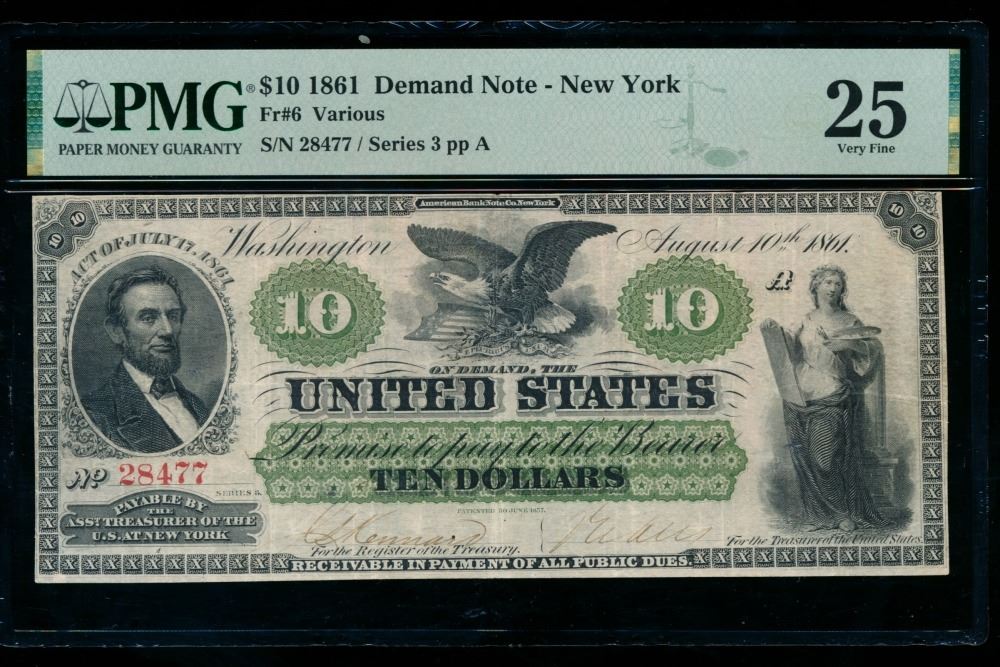 PMG®
PAPER MONEY GUARANTY
$10 1861 Demand Note - New York
Fr#6 Various
S/N 28477 / Series 3 pp A
25
Very Fine
American Bank Note Co. New York
10
10
10
10
ACT OF JULY 17, 1861
Washington
August 10th 1861.
10
10
ON DEMAND, THE
UNITED STATES
Promise to pay to the Bearer
TEN DOLLARS
No 28477
SERIES 3.
PATENTED 30 JUNE 1857.
PAYABLE BY
THE
ASST TREASURER OF THE
U.S. AT NEW YORK
For the Register of the Treasury.
For the Treasurer of the United States.
RECEIVABLE IN PAYMENT OF ALL PUBLIC DUES.